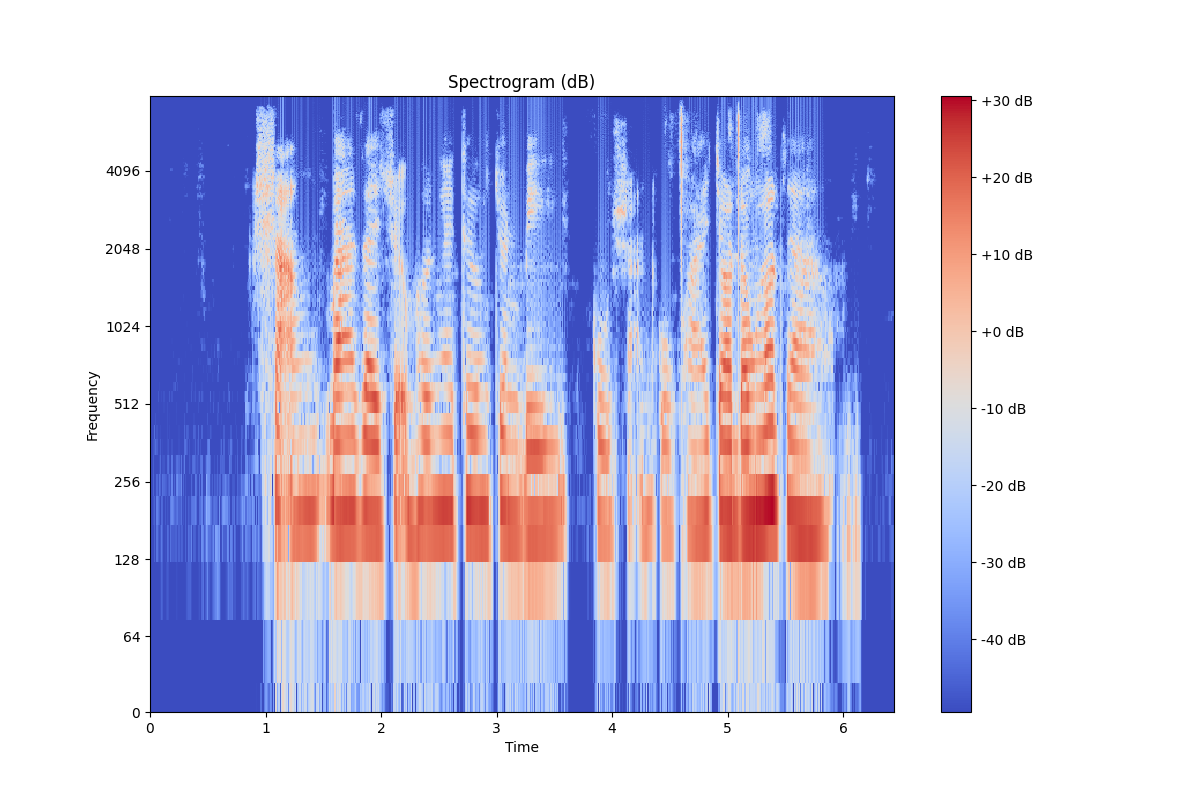 Spectrogram (dB)
+30 dB
4096
+20 dB
2048
+10 dB
1024
+0 dB
Frequency
512
-10 dB
256
-20 dB
128
-30 dB
64
-40 dB
0
0 1 2 3 4 5 6
Time